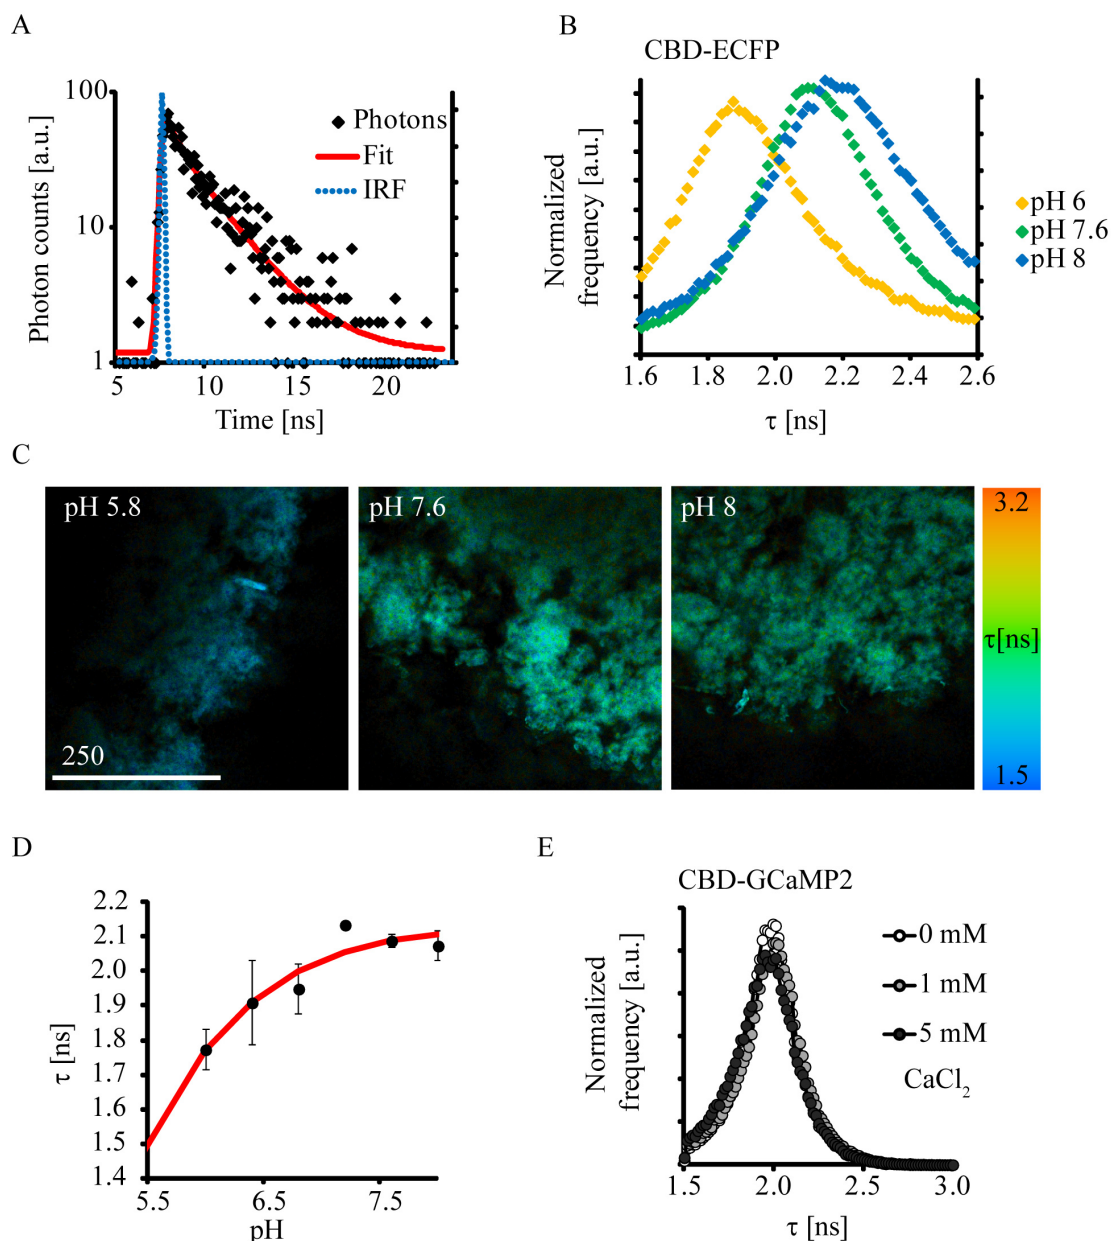 A
100
10
1
Photon counts [a.u.]
Photons
Fit
IRF
5
10
15
20
Time [ns]
B
CBD-ECFP
Normalized
frequency [a.u.]
1.6
1.8
2.0
2.2
2.4
2.6
τ [ns]
pH 6
pH 7.6
pH 8
C
pH 5.8
250
pH 7.6
pH 8
3.2
τ[ns]
1.5
D
2.2
2.1
2.0
1.9
1.8
1.7
1.6
1.5
1.4
τ [ns]
5.5
6.5
7.5
pH
E
CBD-GCaMP2
Normalized
frequency [a.u.]
0 mM
1 mM
5 mM
CaCl₂
1.5
2.0
2.5
3.0
τ [ns]